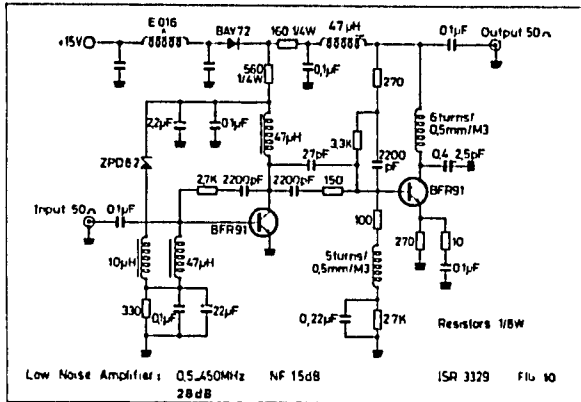 E 016
BAY72
160 1/4W
47µH
0,1µF
Output 50Ω
+15V
560
1/4W
0,1µF
270
6turns/
0,5mm/M3
2,2µF
0,1µF
47µH
3,3K
ZPD8,2
27pF
2200
pF
0,4 2,5pF
2,7K
2200pF
2200pF
150
BFR91
Input 50Ω
0,1µF
BFR91
100
10µH
47µH
5turns/
0,5mm/M3
270
10
0,1µF
330
0,1µF
22µF
0,22µF
2,7K
Resistors 1/8W
Low Noise Amplifier: 0,5-450MHz NF 1,5dB ISR 3329 FIG 10
28dB